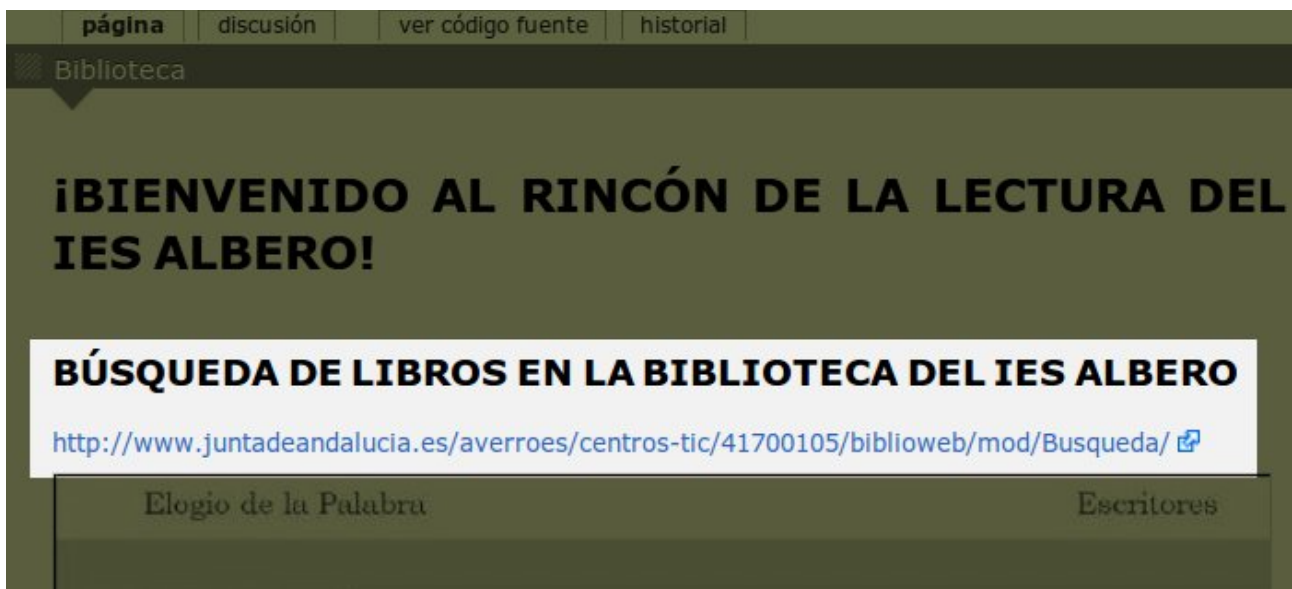 página discusión ver código fuente historial
Biblioteca
¡BIENVENIDO AL RINCÓN DE LA LECTURA DEL
IES ALBERO!
BÚSQUEDA DE LIBROS EN LA BIBLIOTECA DEL IES ALBERO
http://www.juntadeandalucia.es/averroes/centros-tic/41700105/biblioweb/mod/Busqueda/
Elogio de la Palabra Escritores